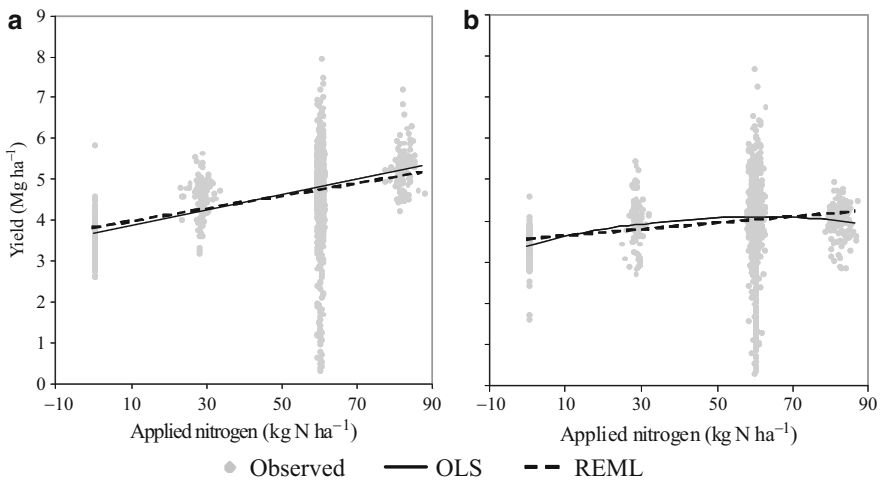 a
b
9
8
7
6
5
4
3
2
1
0
Yield (Mg ha⁻¹)
−10 10 30 50 70 90
−10 10 30 50 70 90
Applied nitrogen (kg N ha⁻¹)
Applied nitrogen (kg N ha⁻¹)
Observed OLS REML